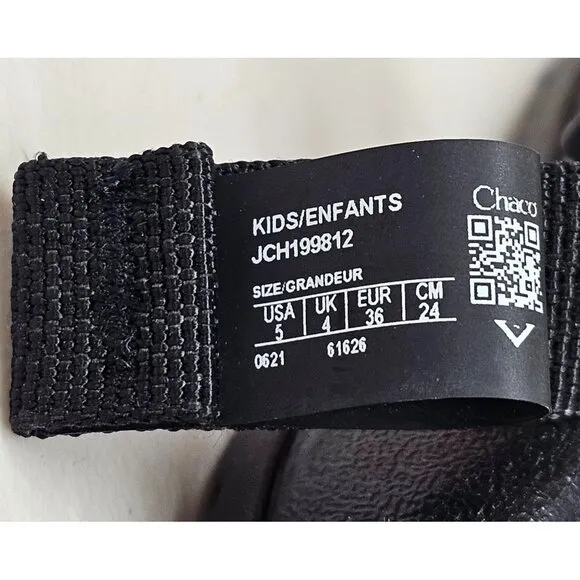 KIDS/ENFANTS
JCH199812
SIZE/GRANDEUR
USA UK EUR CM
5 4 36 24
0621 61626
Chaco